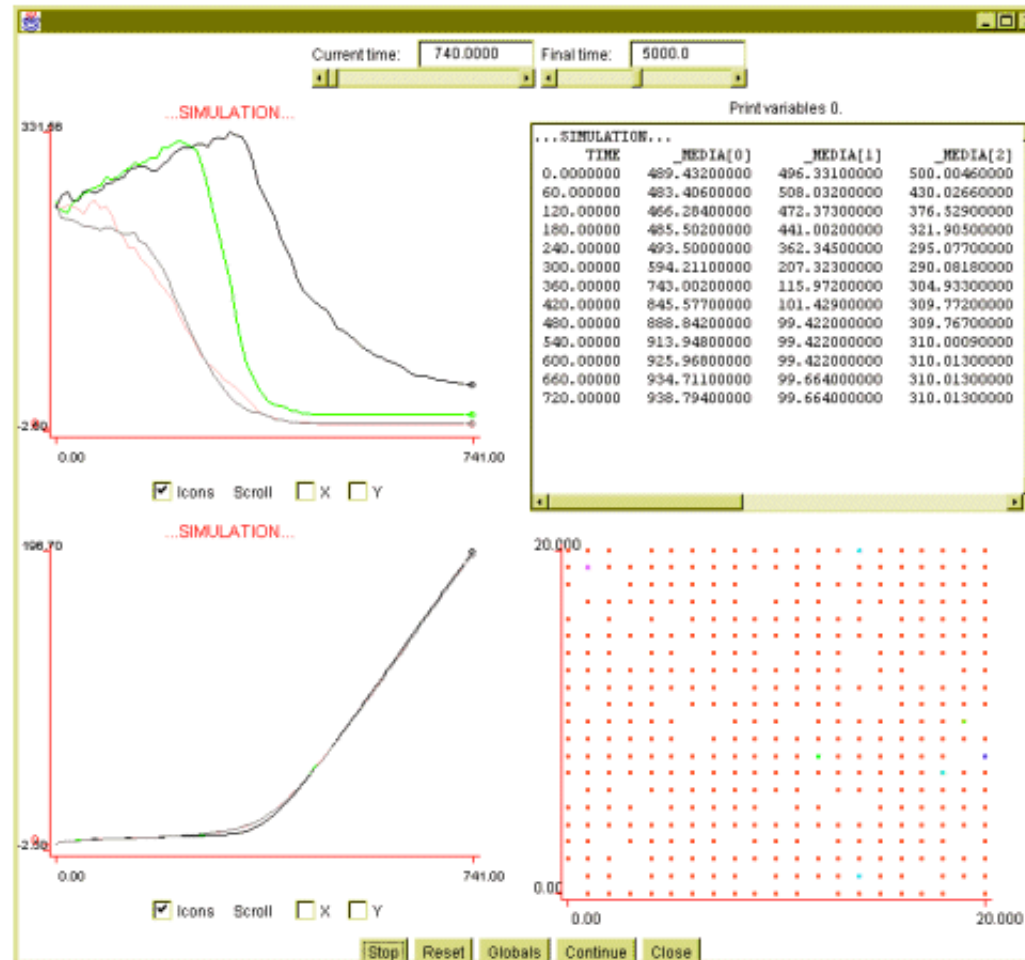 Current time: 740.0000 Final time: 5000.0
...SIMULATION...
331.66
-2.60
0.00 741.00
Icons Scroll X Y
Print variables 0.
...SIMULATION...
TIME _MEDIA[0] _MEDIA[1] _MEDIA[2]
0.0000000 489.43200000 496.33100000 500.00460000
60.00000 483.40600000 508.03200000 430.02660000
120.00000 466.28400000 472.37300000 376.52900000
180.00000 485.50200000 441.00200000 321.90500000
240.00000 493.50000000 362.34500000 295.07700000
300.00000 594.21100000 207.32300000 290.08180000
360.00000 743.00200000 115.97200000 304.93300000
420.00000 845.57700000 101.42900000 309.77200000
480.00000 888.84200000 99.422000000 309.76700000
540.00000 913.94800000 99.422000000 310.00090000
600.00000 925.96800000 99.422000000 310.01300000
660.00000 934.71100000 99.664000000 310.01300000
720.00000 938.79400000 99.664000000 310.01300000
...SIMULATION...
0.00 741.00
Icons Scroll X Y
20.000
0.00
0.00 20.000
Stop Reset Globals Continue Close